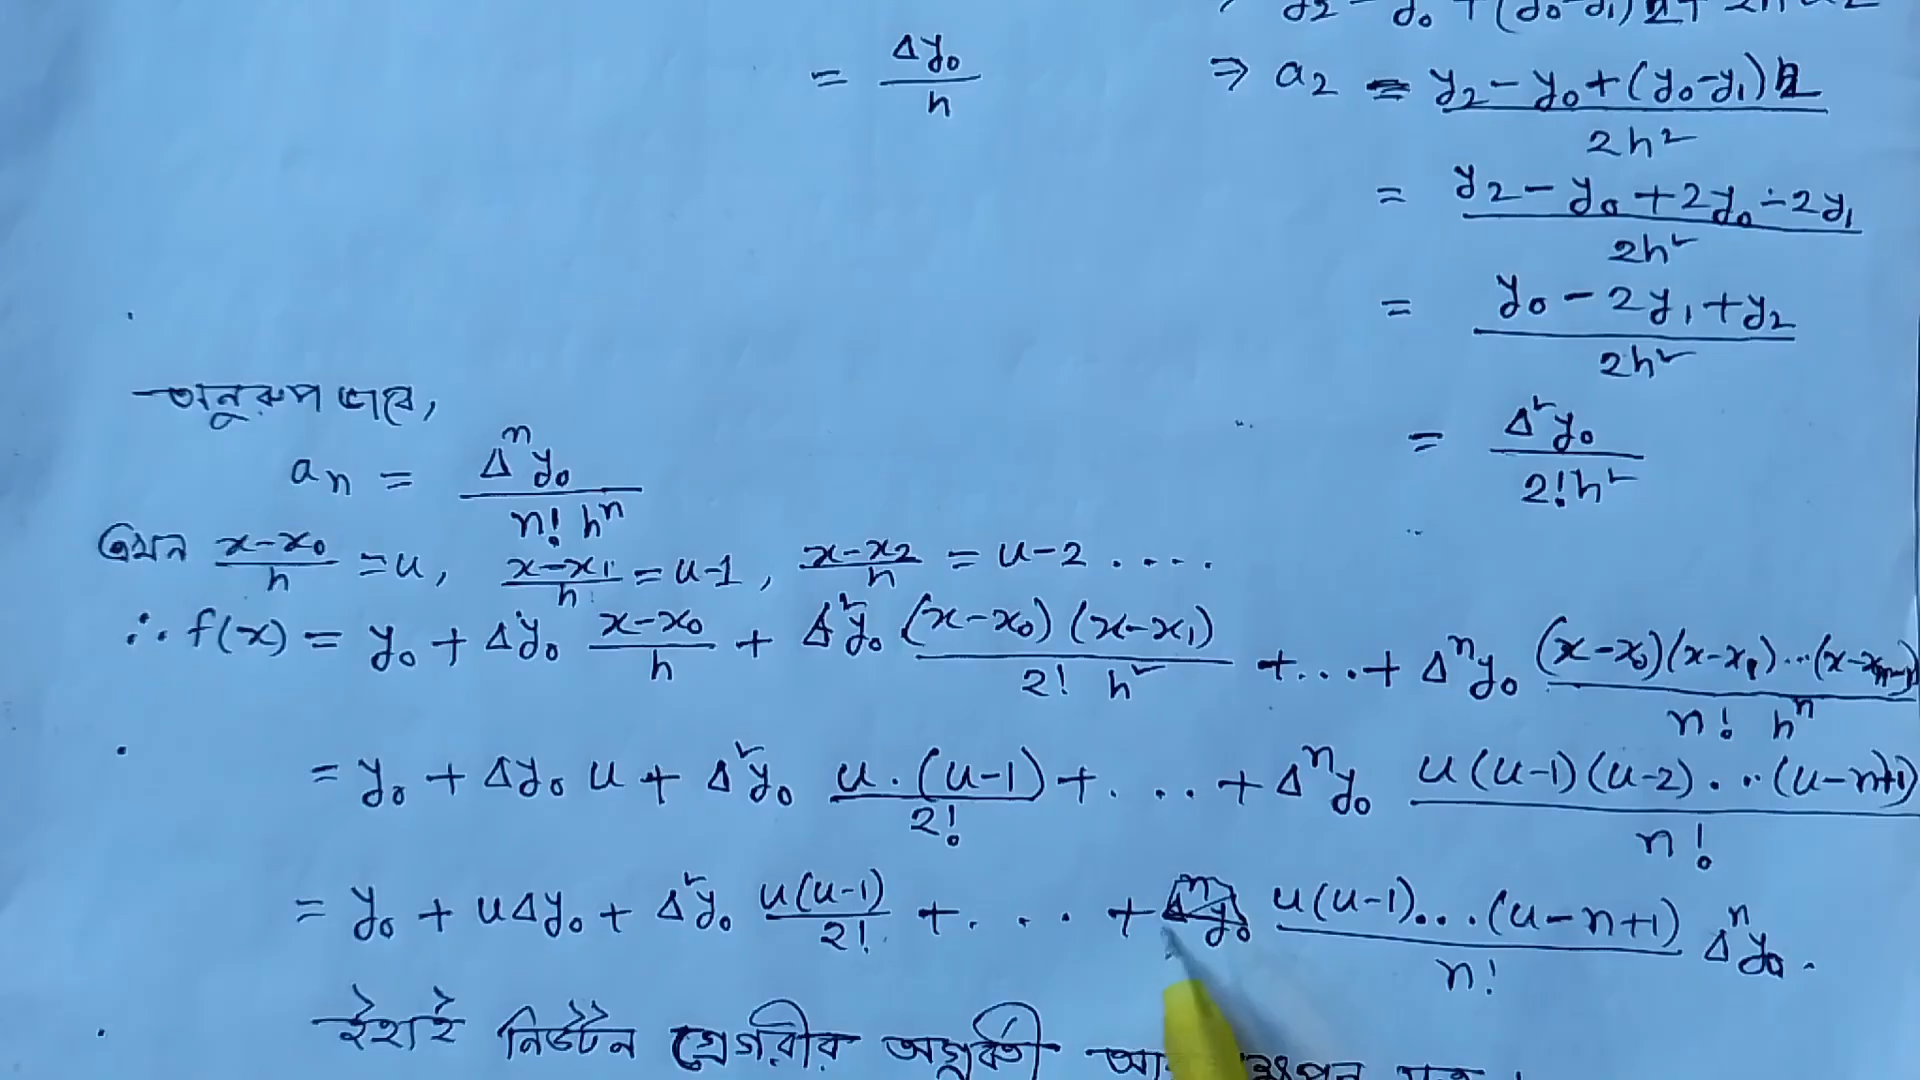 = Δy₀/h
⇒ a₂ = (y₂ - y₀ + (y₀ - y₁)2)/2h²
= (y₂ - y₀ + 2y₀ - 2y₁)/2h²
= (y₀ - 2y₁ + y₂)/2h²
= Δ²y₀/2!h²
অনুরুপ ভাবে,
aₙ = Δⁿy₀/n! hⁿ
এখন (x-x₀)/h = u, (x-x₁)/h = u-1, (x-x₂)/h = u-2 ....
∴ f(x) = y₀ + Δy₀ (x-x₀)/h + Δ²y₀ (x-x₀)(x-x₁)/2! h² + ... + Δⁿy₀ (x-x₀)(x-x₁)...(x-xₙ₋₁)/n! hⁿ
= y₀ + Δy₀ u + Δ²y₀ u.(u-1)/2! + .... + Δⁿy₀ u(u-1)(u-2)...(u-n+1)/n!
= y₀ + uΔy₀ + Δ²y₀ u(u-1)/2! + .... + u(u-1)...(u-n+1)/n! Δⁿy₀.
ইহাই নিউটন গ্রেগরীর অগ্রবর্তী